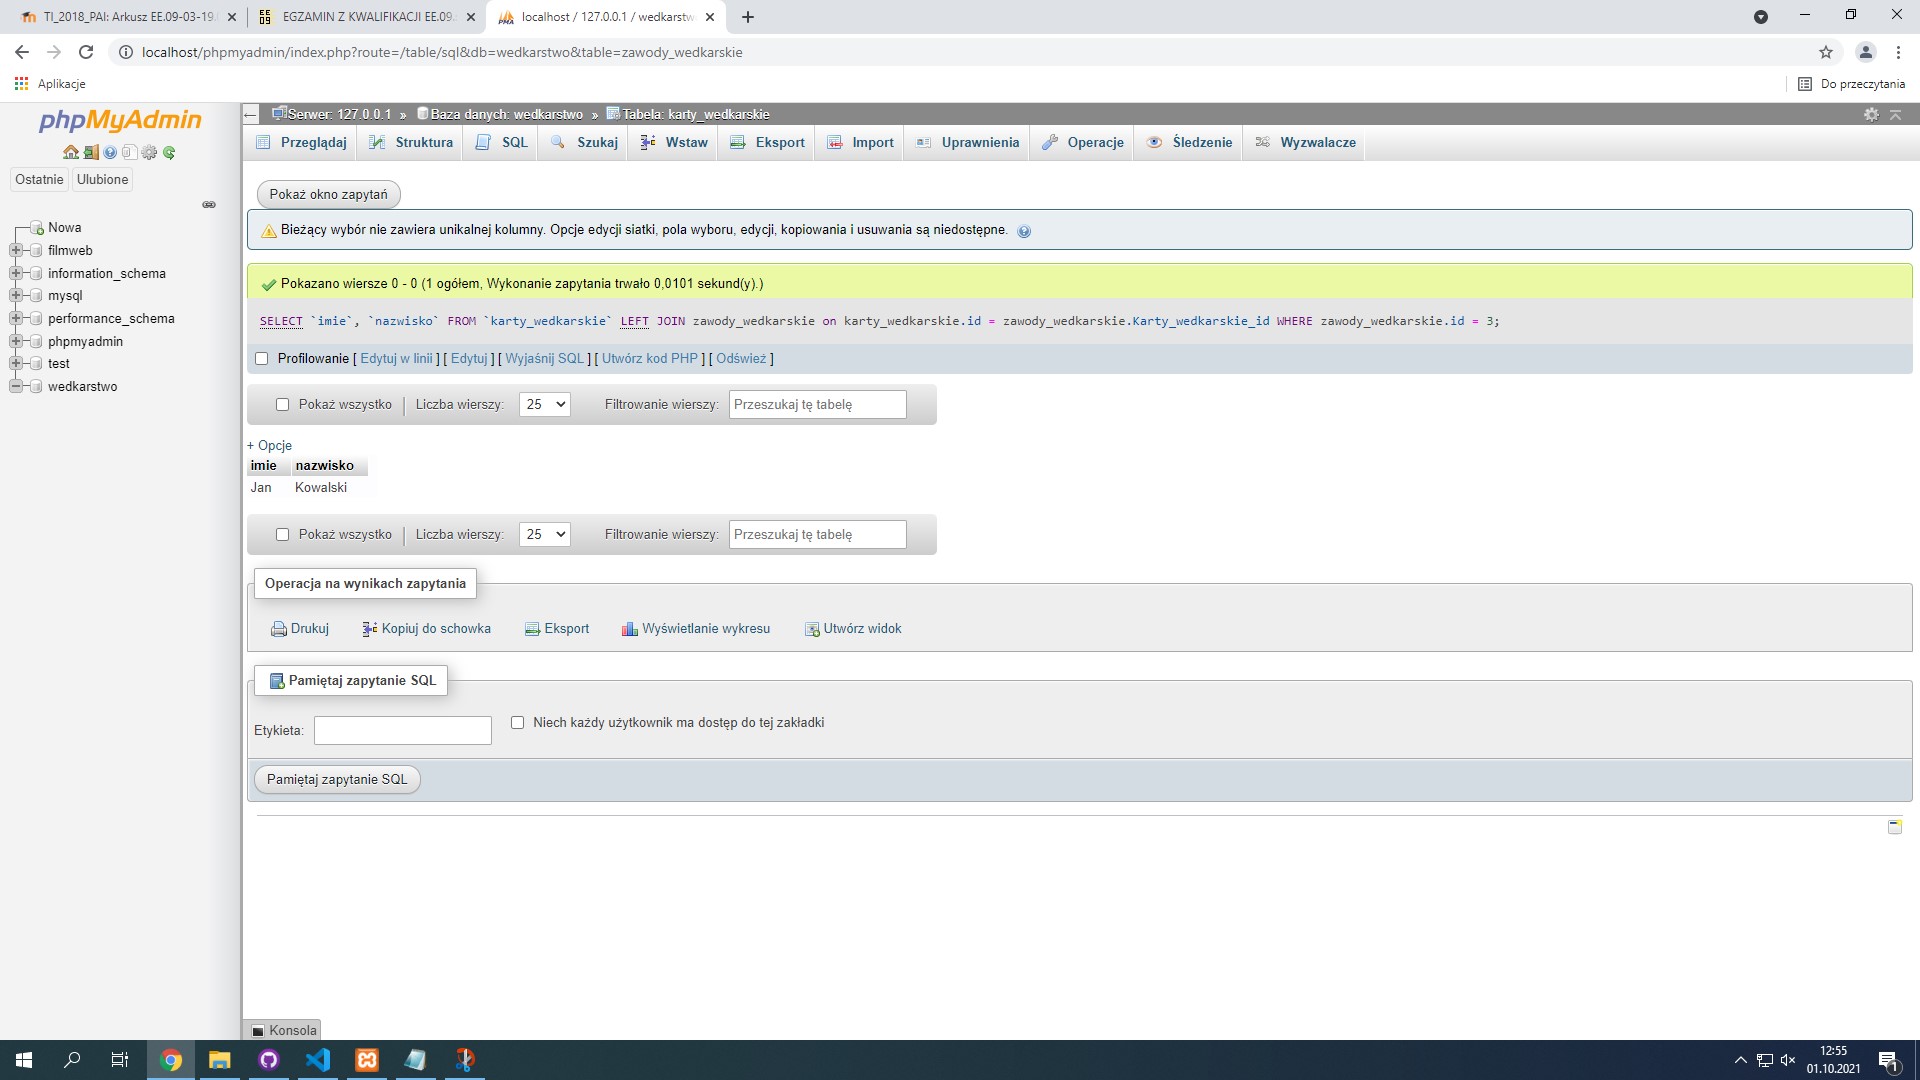 TI_2018_PAI: Arkusz EE.09-03-19.
EGZAMIN Z KWALIFIKACJI EE.09.
localhost / 127.0.0.1 / wedkarstw
localhost/phpmyadmin/index.php?route=/table/sql&db=wedkarstwo&table=zawody_wedkarskie
Aplikacje
Do przeczytania
phpMyAdmin
Ostatnie
Ulubione
Nowa
filmweb
information_schema
mysql
performance_schema
phpmyadmin
test
wedkarstwo
Serwer: 127.0.0.1 » Baza danych: wedkarstwo » Tabela: karty_wedkarskie
Przeglądaj Struktura SQL Szukaj Wstaw Eksport Import Uprawnienia Operacje Śledzenie Wyzwalacze
Pokaż okno zapytań
Bieżący wybór nie zawiera unikalnej kolumny. Opcje edycji siatki, pola wyboru, edycji, kopiowania i usuwania są niedostępne.
Pokazano wiersze 0 - 0 (1 ogółem, Wykonanie zapytania trwało 0,0101 sekund(y).)
SELECT `imie`, `nazwisko` FROM `karty_wedkarskie` LEFT JOIN zawody_wedkarskie on karty_wedkarskie.id = zawody_wedkarskie.Karty_wedkarskie_id WHERE zawody_wedkarskie.id = 3;
Profilowanie [ Edytuj w linii ] [ Edytuj ] [ Wyjaśnij SQL ] [ Utwórz kod PHP ] [ Odśwież ]
Pokaż wszystko | Liczba wierszy: 25 Filtrowanie wierszy: Przeszukaj tę tabelę
+ Opcje
imie nazwisko
Jan Kowalski
Pokaż wszystko | Liczba wierszy: 25 Filtrowanie wierszy: Przeszukaj tę tabelę
Operacja na wynikach zapytania
Drukuj Kopiuj do schowka Eksport Wyświetlanie wykresu Utwórz widok
Pamiętaj zapytanie SQL
Etykieta: Niech każdy użytkownik ma dostęp do tej zakładki
Pamiętaj zapytanie SQL
Konsola
12:55
01.10.2021
1